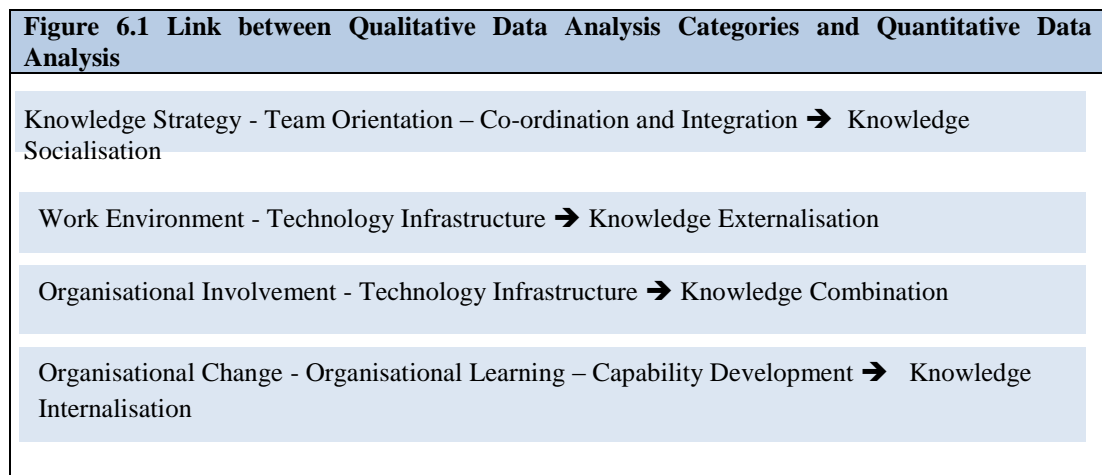 Figure 6.1 Link between Qualitative Data Analysis Categories and Quantitative Data
Analysis
Knowledge Strategy - Team Orientation – Co-ordination and Integration ➔ Knowledge
Socialisation
Work Environment - Technology Infrastructure ➔ Knowledge Externalisation
Organisational Involvement - Technology Infrastructure ➔ Knowledge Combination
Organisational Change - Organisational Learning – Capability Development ➔ Knowledge
Internalisation